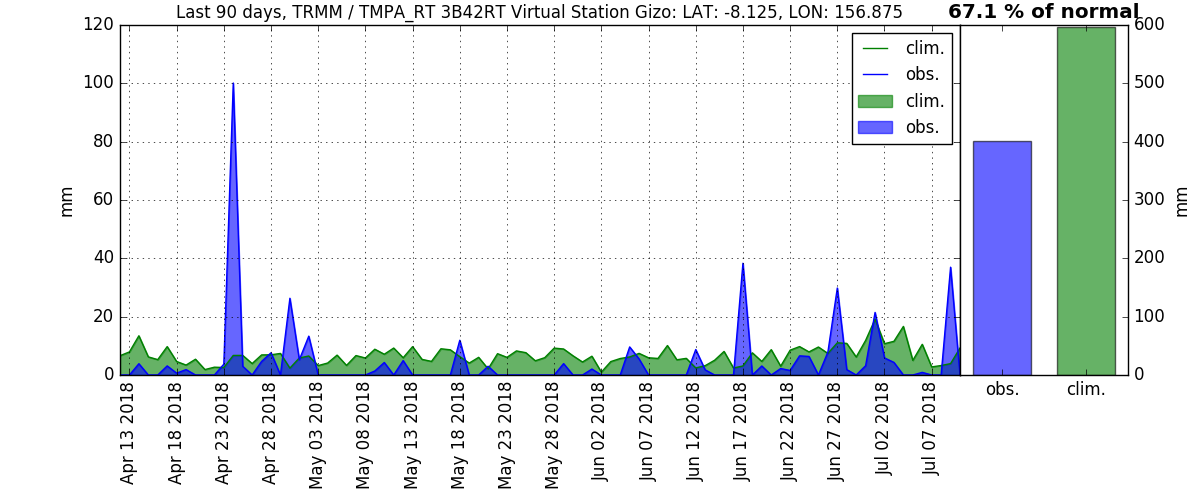 Last 90 days, TRMM / TMPA_RT 3B42RT Virtual Station Gizo: LAT: -8.125, LON: 156.875
67.1 % of normal
120
100
80
60
40
20
0
mm
clim.
obs.
clim.
obs.
600
500
400
300
200
100
0
mm
Apr 13 2018
Apr 18 2018
Apr 23 2018
Apr 28 2018
May 03 2018
May 08 2018
May 13 2018
May 18 2018
May 23 2018
May 28 2018
Jun 02 2018
Jun 07 2018
Jun 12 2018
Jun 17 2018
Jun 22 2018
Jun 27 2018
Jul 02 2018
Jul 07 2018
obs.
clim.